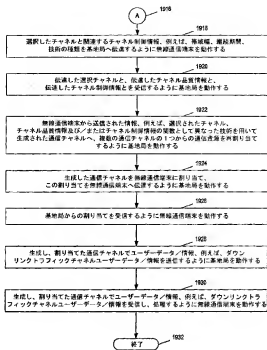 A
1916
1918
選択したチャネルと関連するチャネル制御情報、例えば、帯域幅、継続期間、
技術の種類を基地局へ伝達するように無線通信端末を動作する
1920
伝達した選択チャネルと、伝達したチャネル品質情報と、
伝達したチャネル制御情報とを受信するように基地局を動作する
1922
無線通信端末から送信された情報、例えば、選択されたチャネル、
チャネル品質情報及び/またはチャネル制御情報の関数として異なった技術を用いて
生成された通信チャネルへ、複数の通信チャネルの1つからの通信資源を再割り当て
するように基地局を動作する
1924
生成した通信チャネルを無線通信端末に割り当て、
この割り当てを無線通信端末へ伝達するように基地局を動作する
1926
基地局からの割り当てを受信するように無線通信端末を動作する
1928
生成し、割り当てた通信チャネルでユーザーデータ/情報、例えば、ダウン
リンクトラフィックチャネルユーザーデータ/情報を送信するように基地局を動作する
1930
生成し、割り当てた通信チャネルでユーザーデータ/情報、例えば、ダウンリンクトラ
フィックチャネルユーザーデータ/情報を受信し、処理するように無線通信端末を動作する
終了
1932